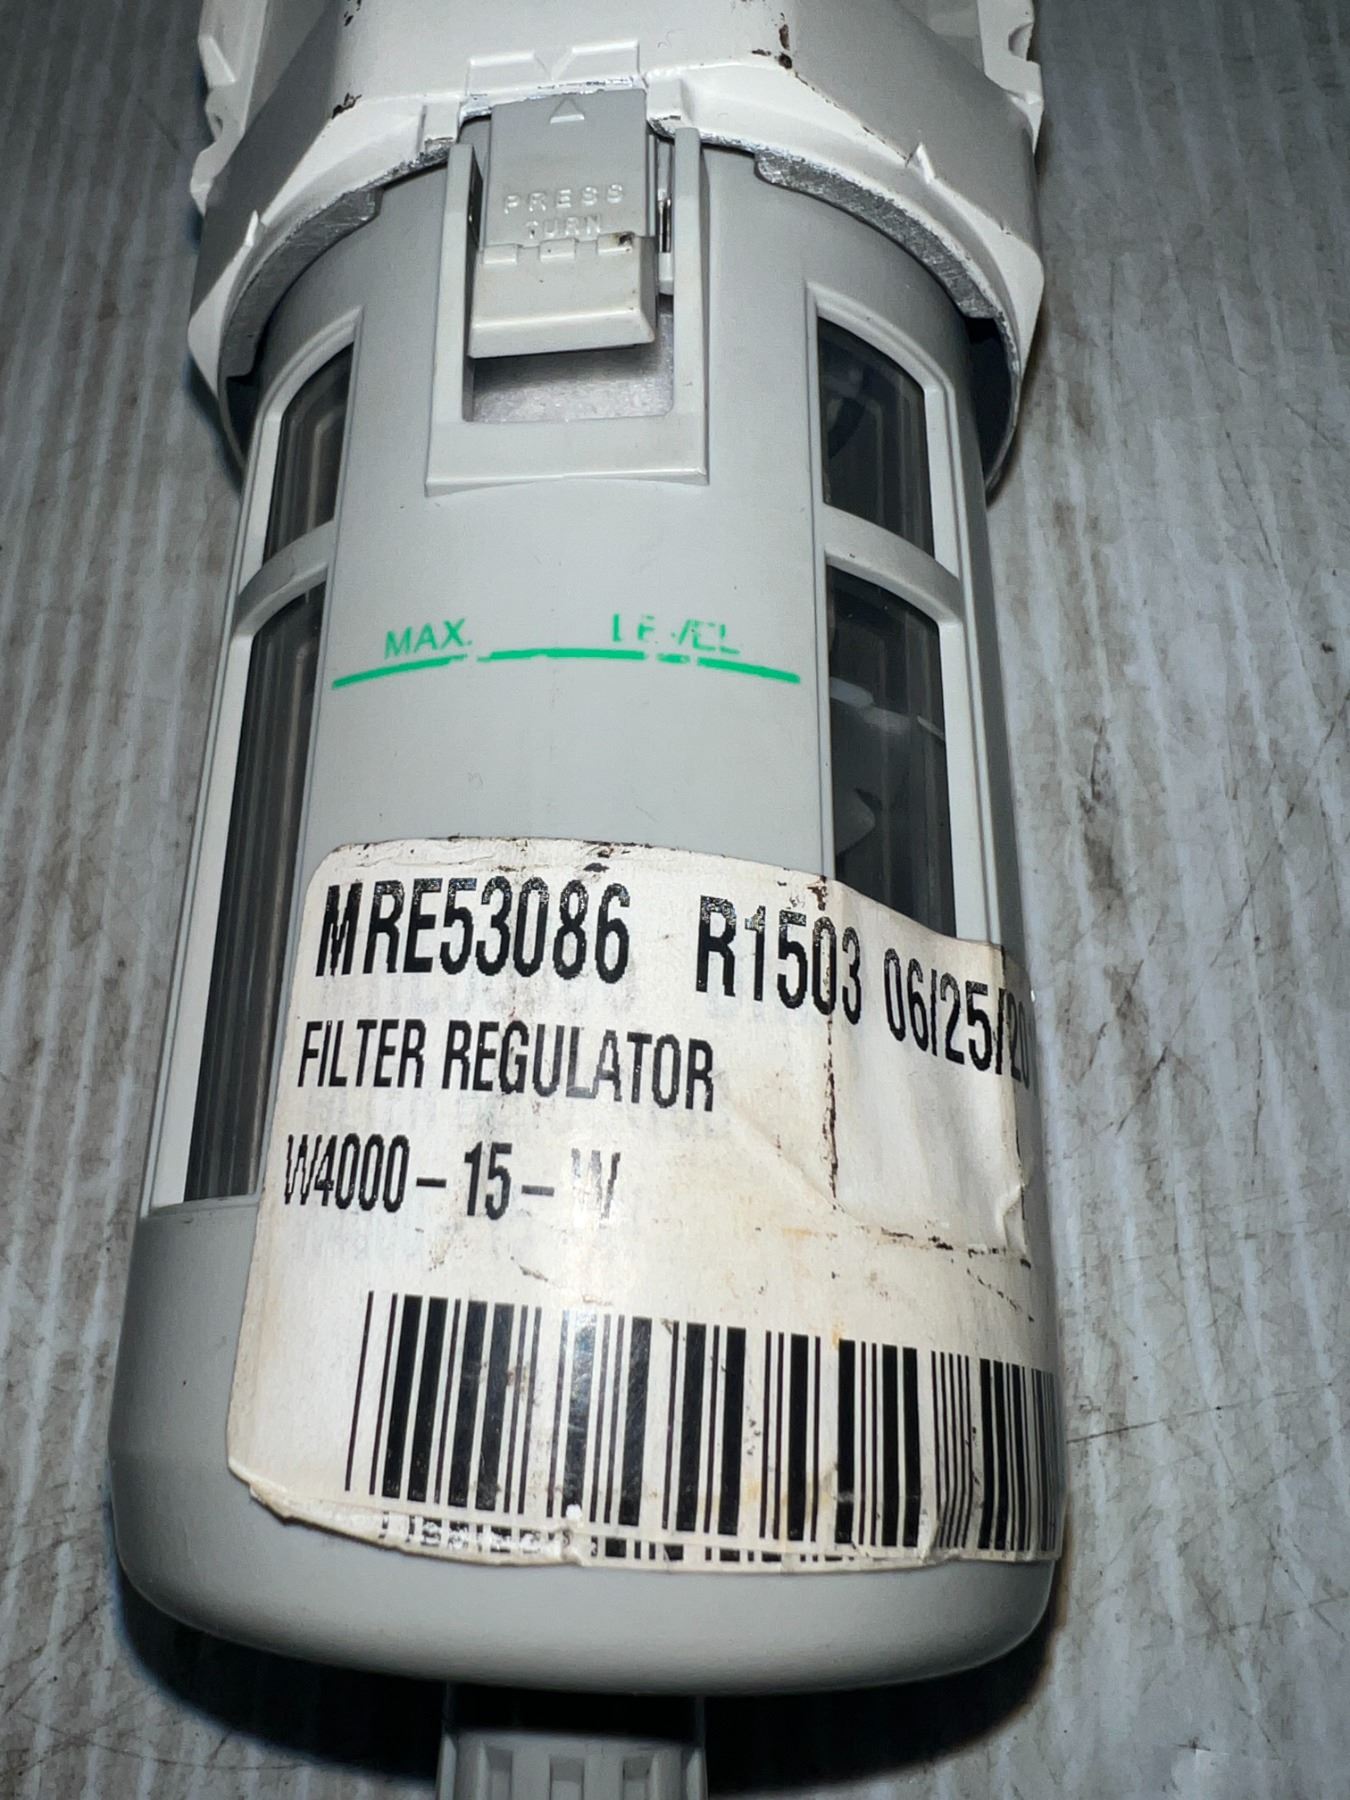 PRESS
TURN
MAX. LEVEL
MRE53086 R1503 06/25/20
FILTER REGULATOR
W4000-15-W